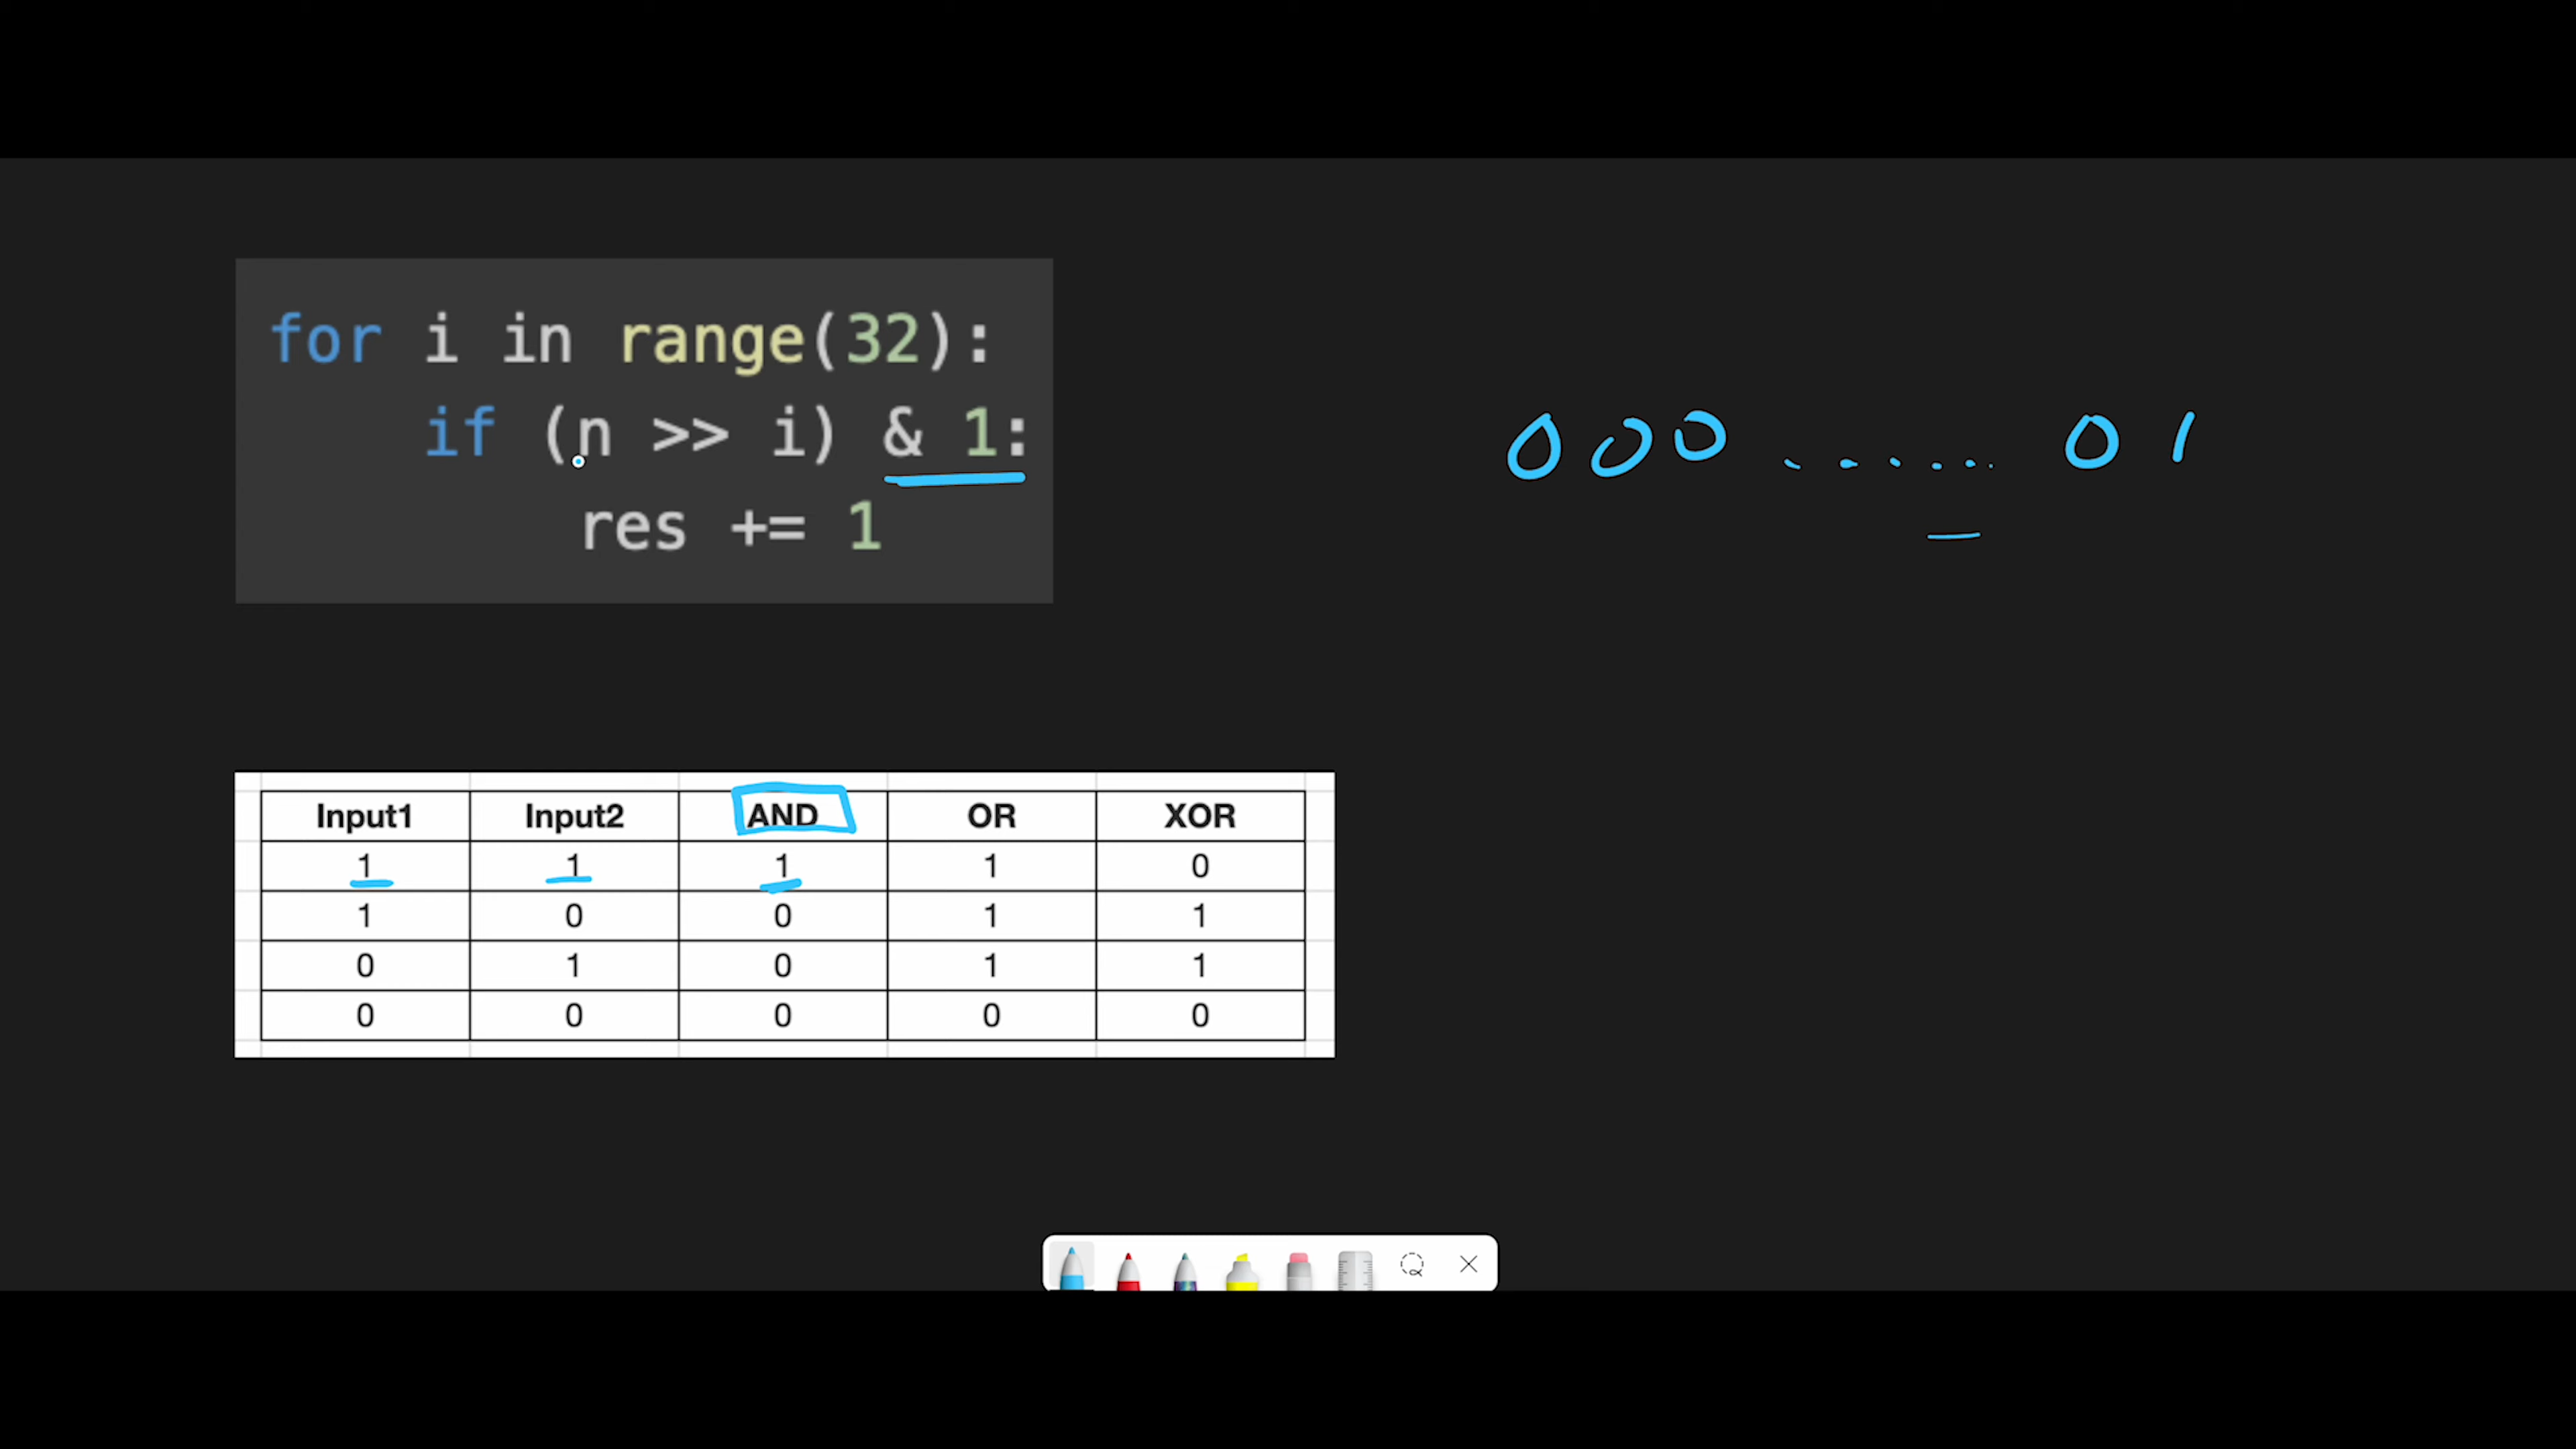 for i in range(32):
if (n >> i) & 1:
res += 1
000...... 01
Input1 Input2 AND OR XOR
1 1 1 1 0
1 0 0 1 1
0 1 0 1 1
0 0 0 0 0